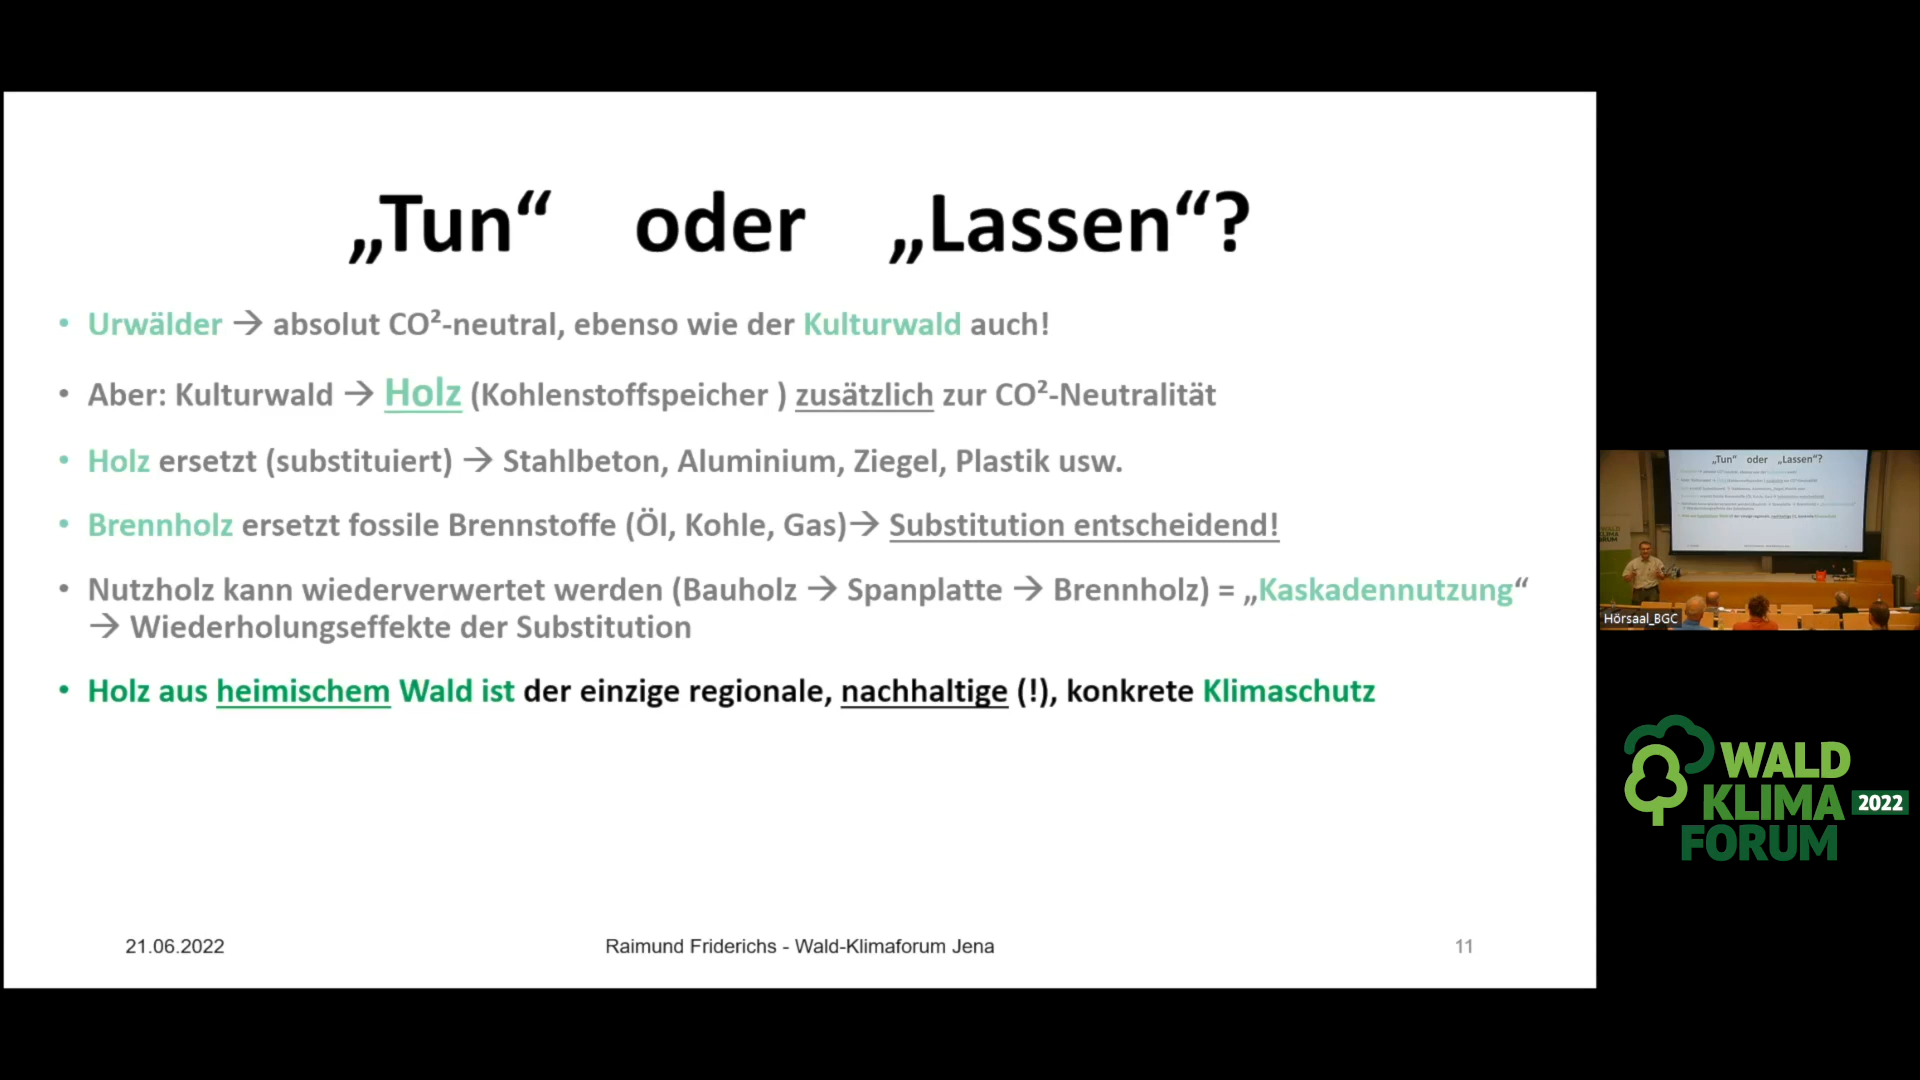 „Tun“ oder „Lassen“?
• Urwälder → absolut CO²-neutral, ebenso wie der Kulturwald auch!
• Aber: Kulturwald → Holz (Kohlenstoffspeicher ) zusätzlich zur CO²-Neutralität
• Holz ersetzt (substituiert) → Stahlbeton, Aluminium, Ziegel, Plastik usw.
• Brennholz ersetzt fossile Brennstoffe (Öl, Kohle, Gas)→ Substitution entscheidend!
• Nutzholz kann wiederverwertet werden (Bauholz → Spanplatte → Brennholz) = „Kaskadennutzung“
→ Wiederholungseffekte der Substitution
• Holz aus heimischem Wald ist der einzige regionale, nachhaltige (!), konkrete Klimaschutz
21.06.2022
Raimund Friderichs - Wald-Klimaforum Jena
11
„Tun“ oder „Lassen“?
Hörsaal_BGC
WALD
KLIMA 2022
FORUM